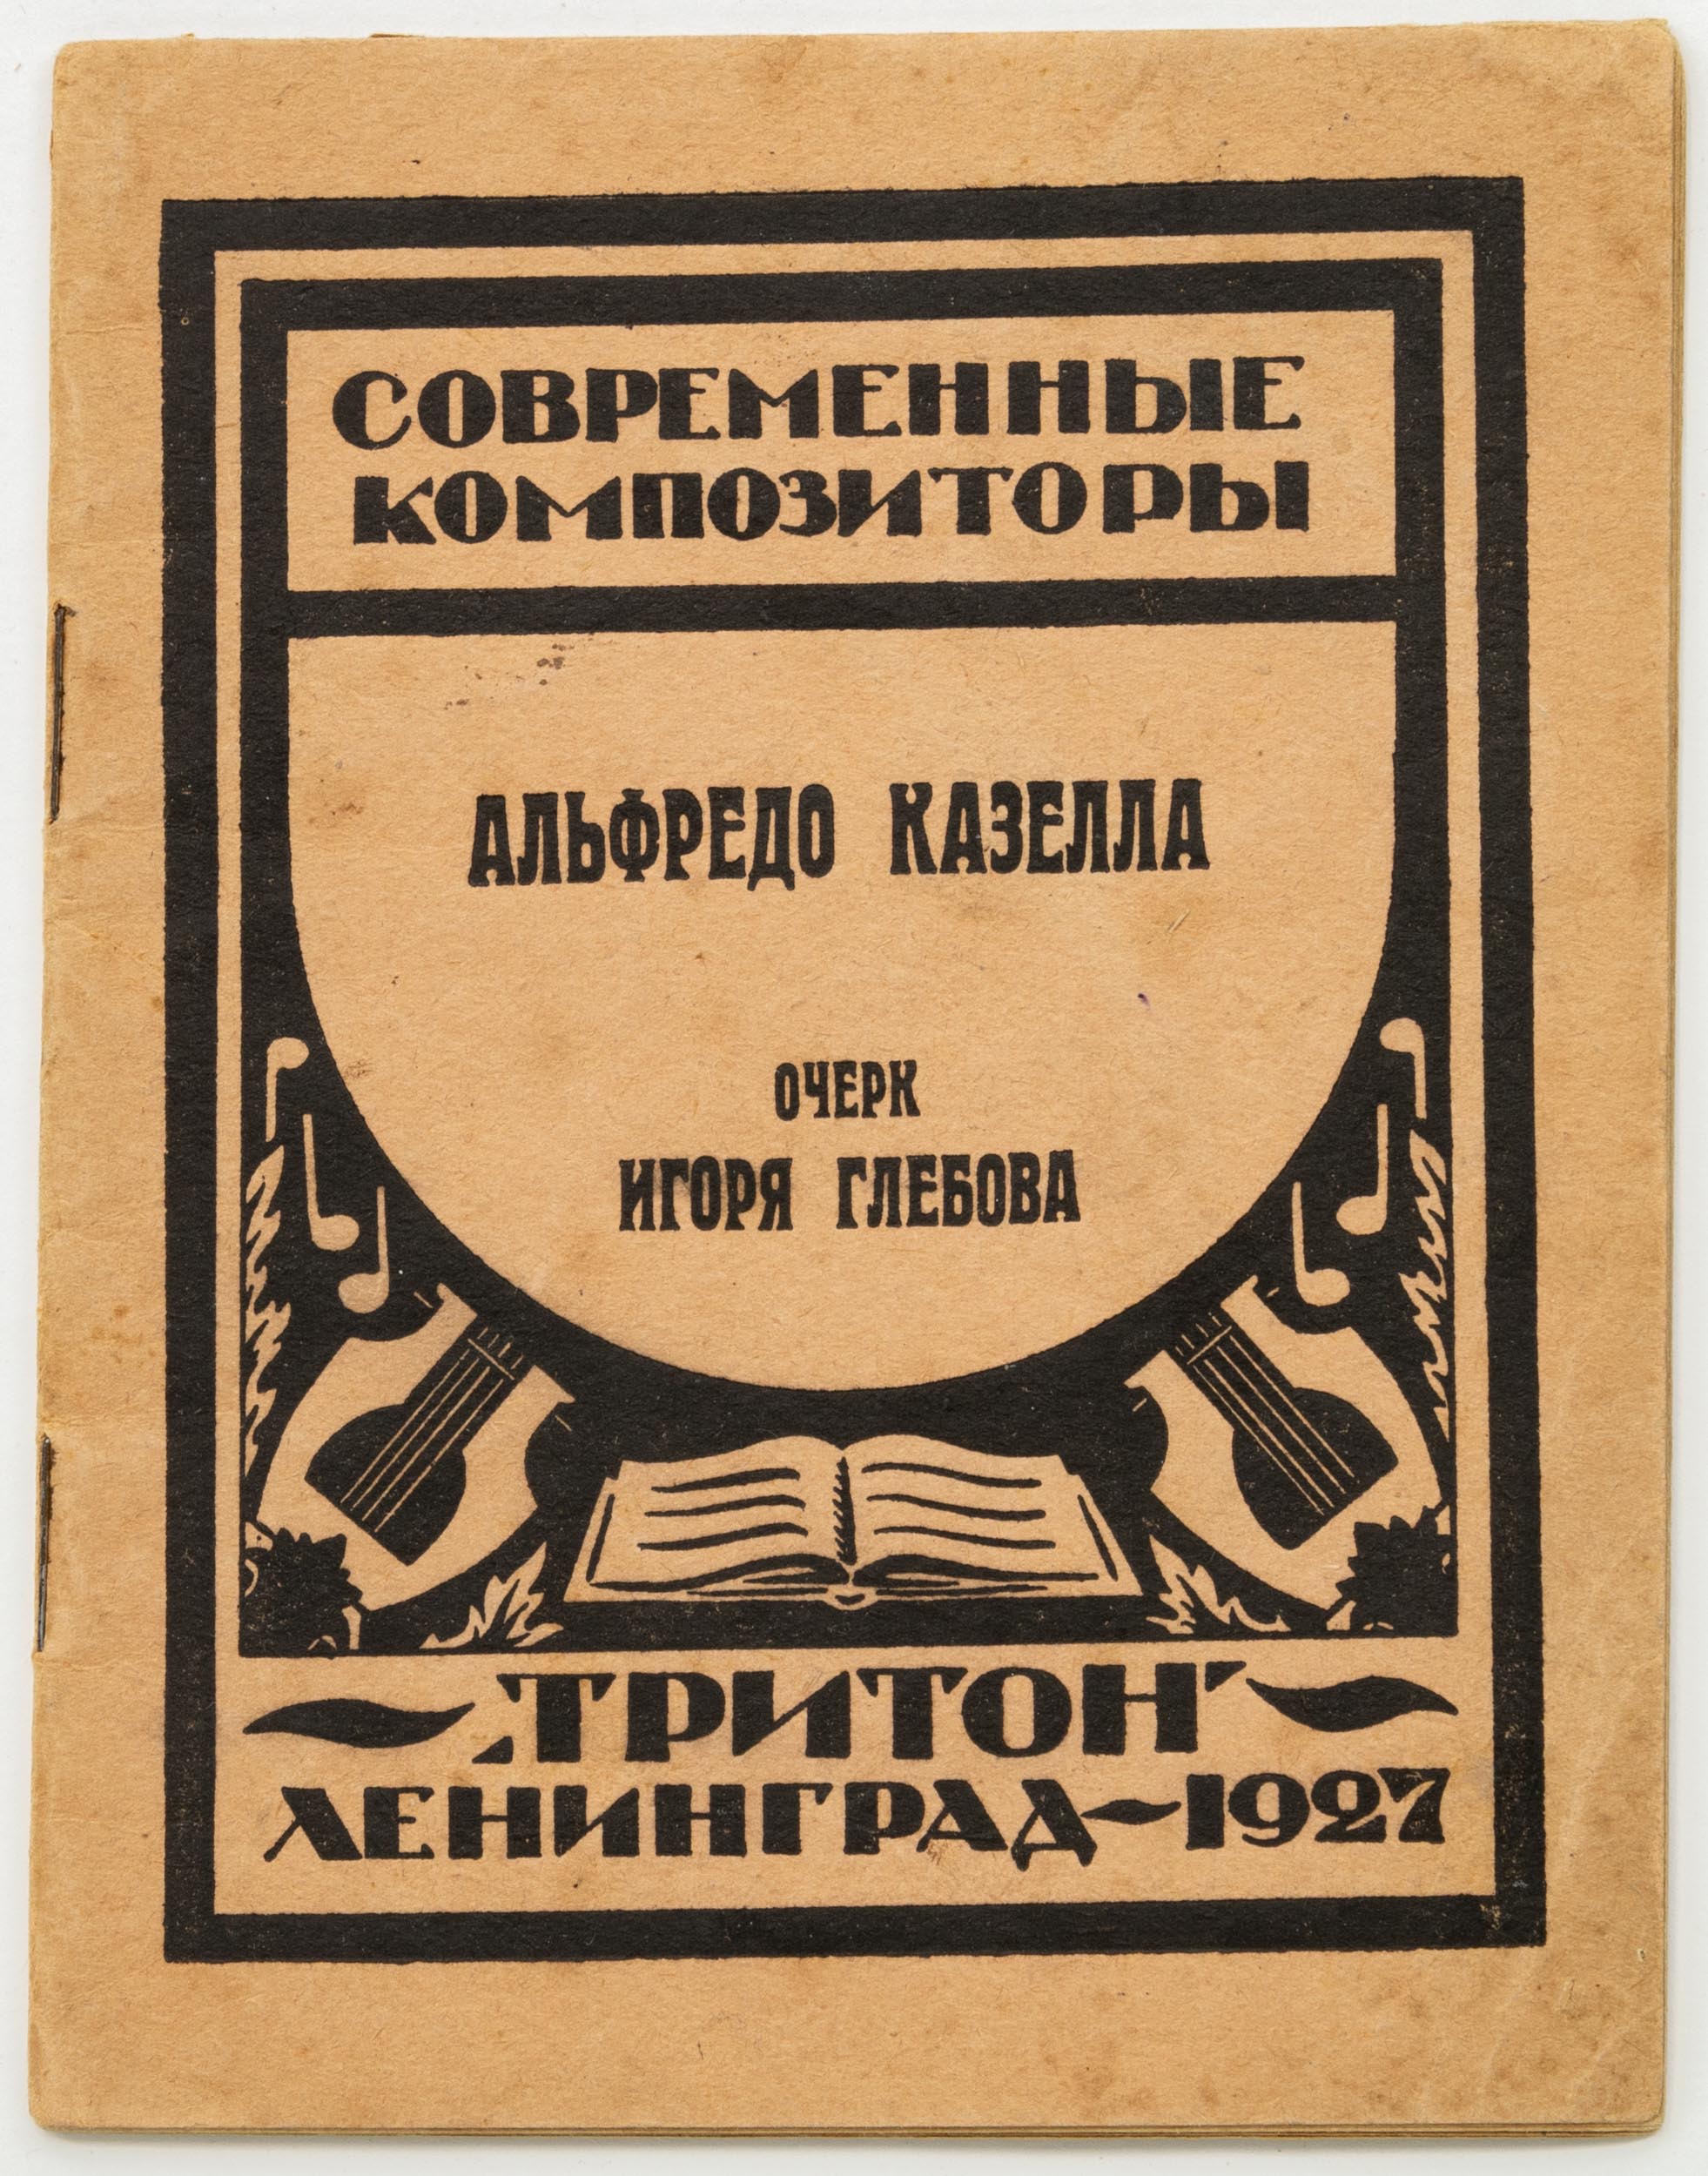 СОВРЕМЕННЫЕ
КОМПОЗИТОРЫ
АЛЬФРЕДО КАЗЕЛЛА
ОЧЕРК
ИГОРЯ ГЛЕБОВА
„ТРИТОН"
ЛЕНИНГРАД~1927